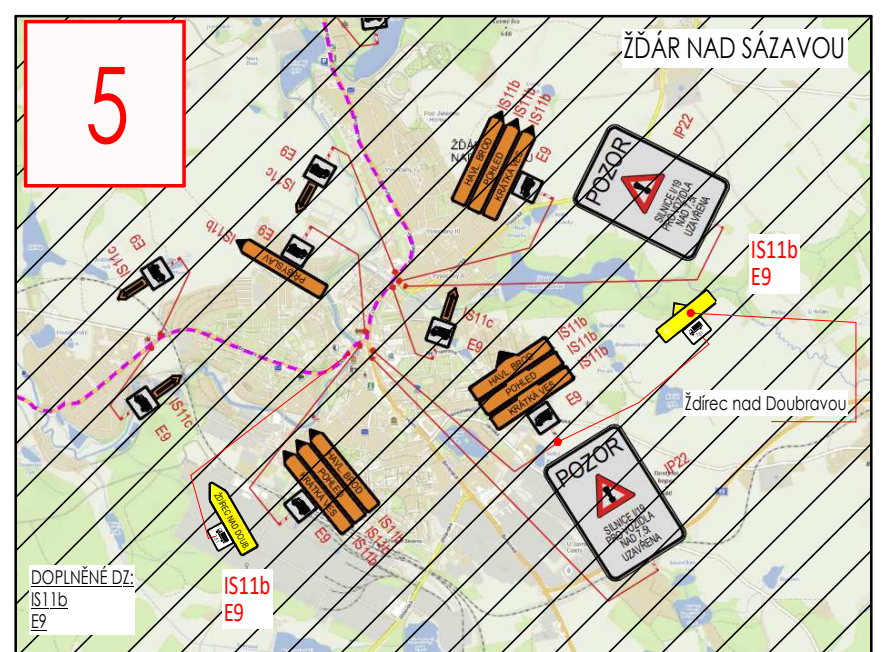 5
ŽĎÁR NAD SÁZAVOU
IS11b
IS11b
IS11b
E9
HAVL. BROD
POHLED
KRÁTKÁ VES
IP22
POZOR
SILNICE I/19
PRO VOZIDLA
NAD 7.5t
UZAVŘENA
E9
IS11c
IS11b
E9
PŘIBYSLAV
E9
IS11c
IS11b
E9
IS11c
E9
IS11b
IS11b
IS11b
HAVL. BROD
POHLED
KRÁTKÁ VES
E9
Ždírec nad Doubravou
IS11c
E9
IP22
POZOR
SILNICE I/19
PRO VOZIDLA
NAD 7.5t
UZAVŘENA
HAVL. BROD
POHLED
KRÁTKÁ VES
IS11b
IS11b
IS11b
E9
ZDÍREC NAD DOUB
IS11b
E9
DOPLNĚNÉ DZ:
IS11b
E9
Vysočany III